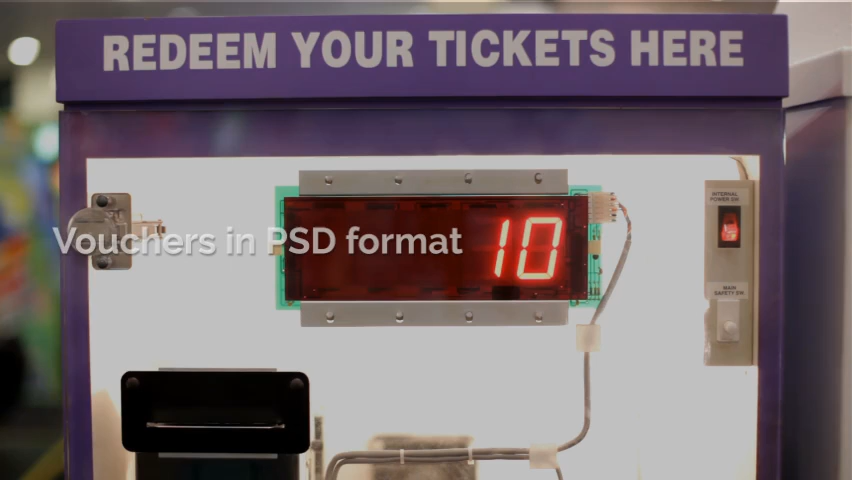 REDEEM YOUR TICKETS HERE
Vouchers in PSD format
10
INTERNAL
POWER SW.
MAIN
SAFETY SW